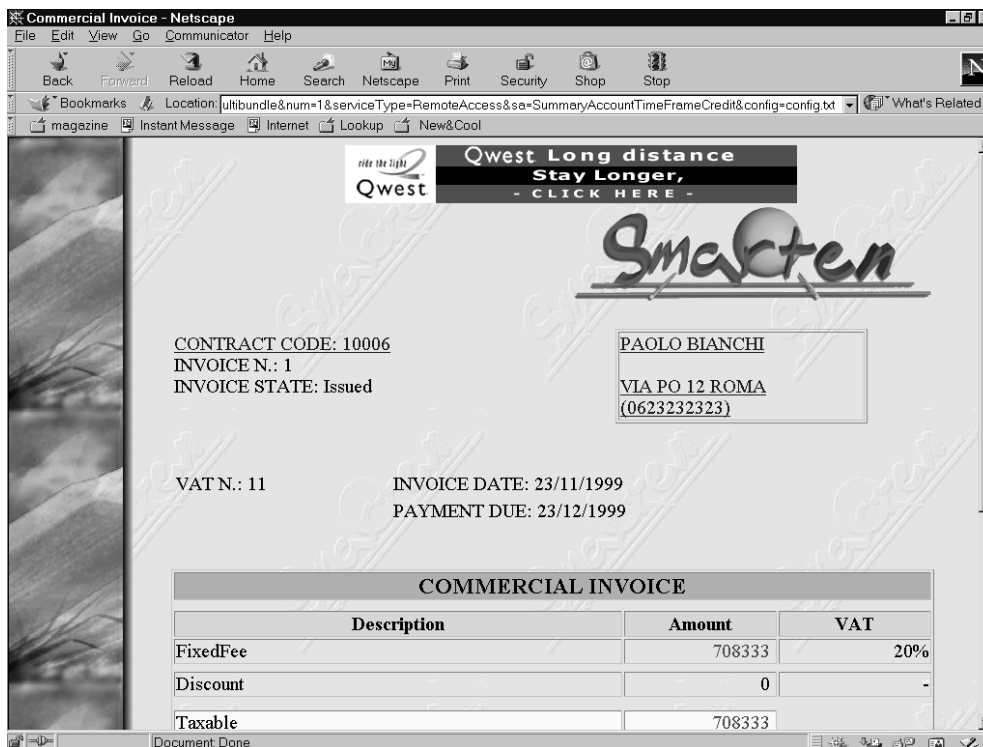 Commercial Invoice - Netscape
File Edit View Go Communicator Help
Back Forward Reload Home Search Netscape Print Security Shop Stop
Bookmarks Location: ultibundle&num=1&serviceType=RemoteAccess&sa=SummaryAccountTimeFrameCredit&config=config.txt What's Related
magazine Instant Message Internet Lookup New&Cool
ride the light
Qwest
Qwest Long distance
Stay Longer,
- CLICK HERE -
Smarten
CONTRACT CODE: 10006
INVOICE N.: 1
INVOICE STATE: Issued
PAOLO BIANCHI
VIA PO 12 ROMA
(0623232323)
VAT N.: 11
INVOICE DATE: 23/11/1999
PAYMENT DUE: 23/12/1999
COMMERCIAL INVOICE
Description Amount VAT
FixedFee 708333 20%
Discount 0 -
Taxable 708333
Document: Done